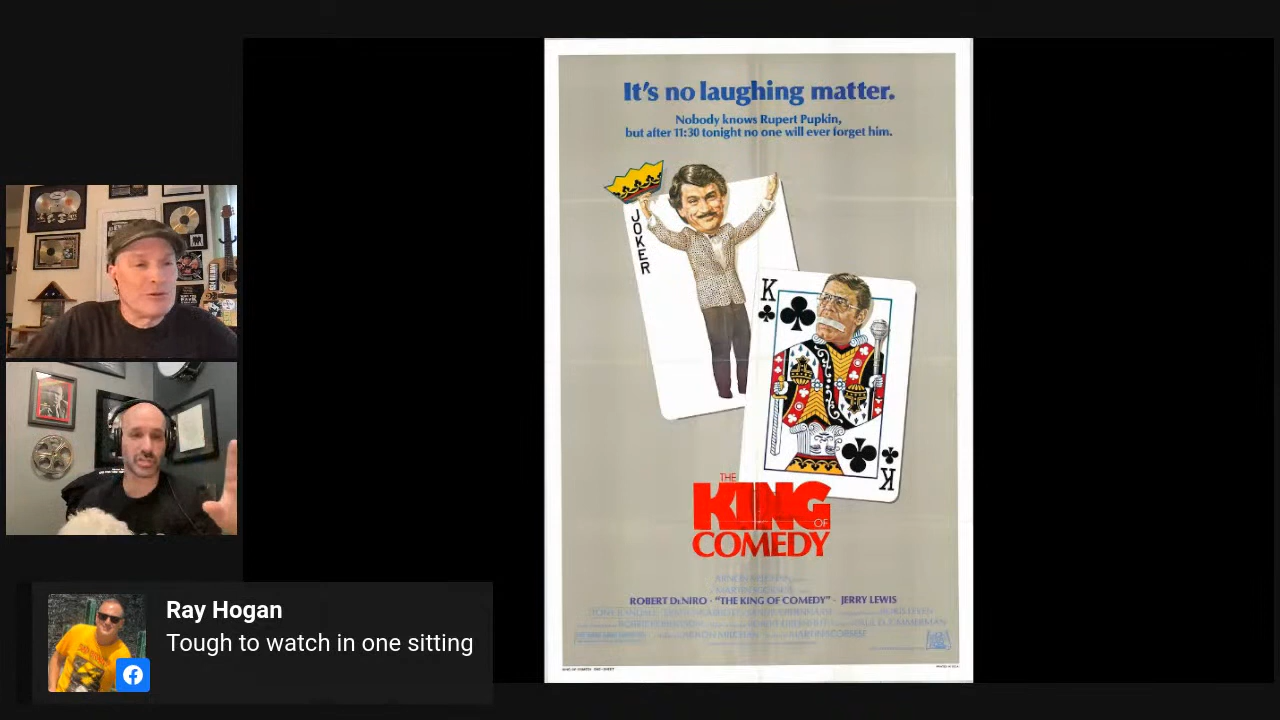 It's no laughing matter.
Nobody knows Rupert Pupkin,
but after 11:30 tonight no one will ever forget him.
JOKER
K
K
THE
KING
OF
COMEDY
ROBERT DeNIRO · "THE KING OF COMEDY" · JERRY LEWIS
MARTIN SCORSESE
Ray Hogan
Tough to watch in one sitting